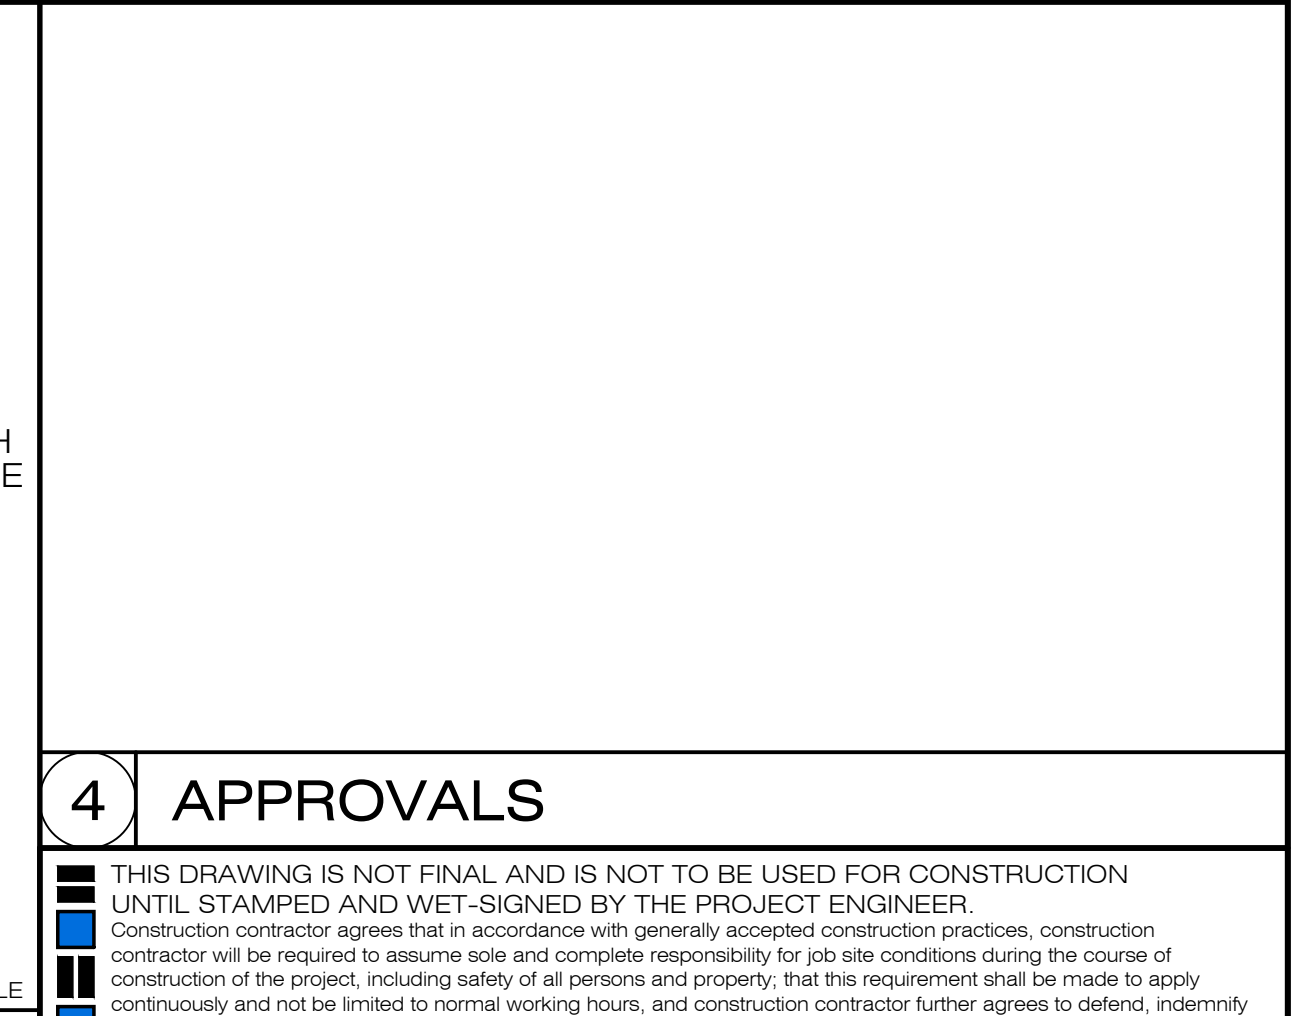 H
E
4 APPROVALS
THIS DRAWING IS NOT FINAL AND IS NOT TO BE USED FOR CONSTRUCTION
UNTIL STAMPED AND WET-SIGNED BY THE PROJECT ENGINEER.
Construction contractor agrees that in accordance with generally accepted construction practices, construction
contractor will be required to assume sole and complete responsibility for job site conditions during the course of
construction of the project, including safety of all persons and property; that this requirement shall be made to apply
LE
continuously and not be limited to normal working hours, and construction contractor further agrees to defend, indemnify